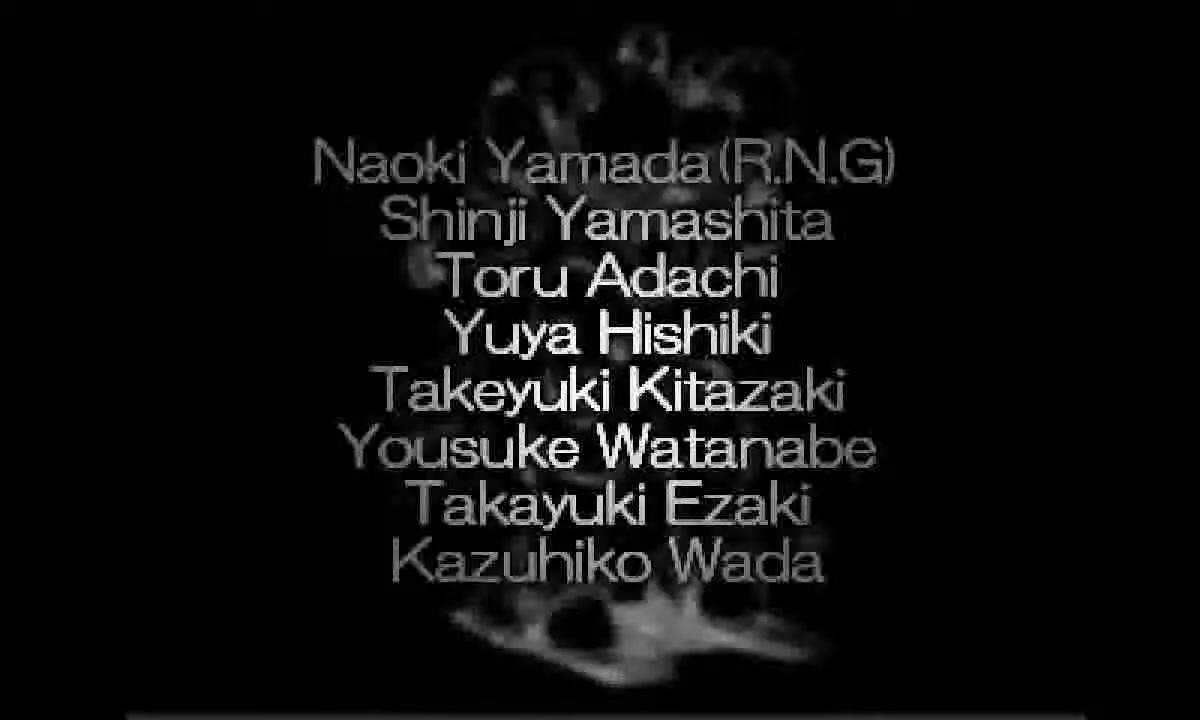 Naoki Yamada(R.N.G)
Shinji Yamashita
Toru Adachi
Yuya Hishiki
Takeyuki Kitazaki
Yousuke Watanabe
Takayuki Ezaki
Kazuhiko Wada